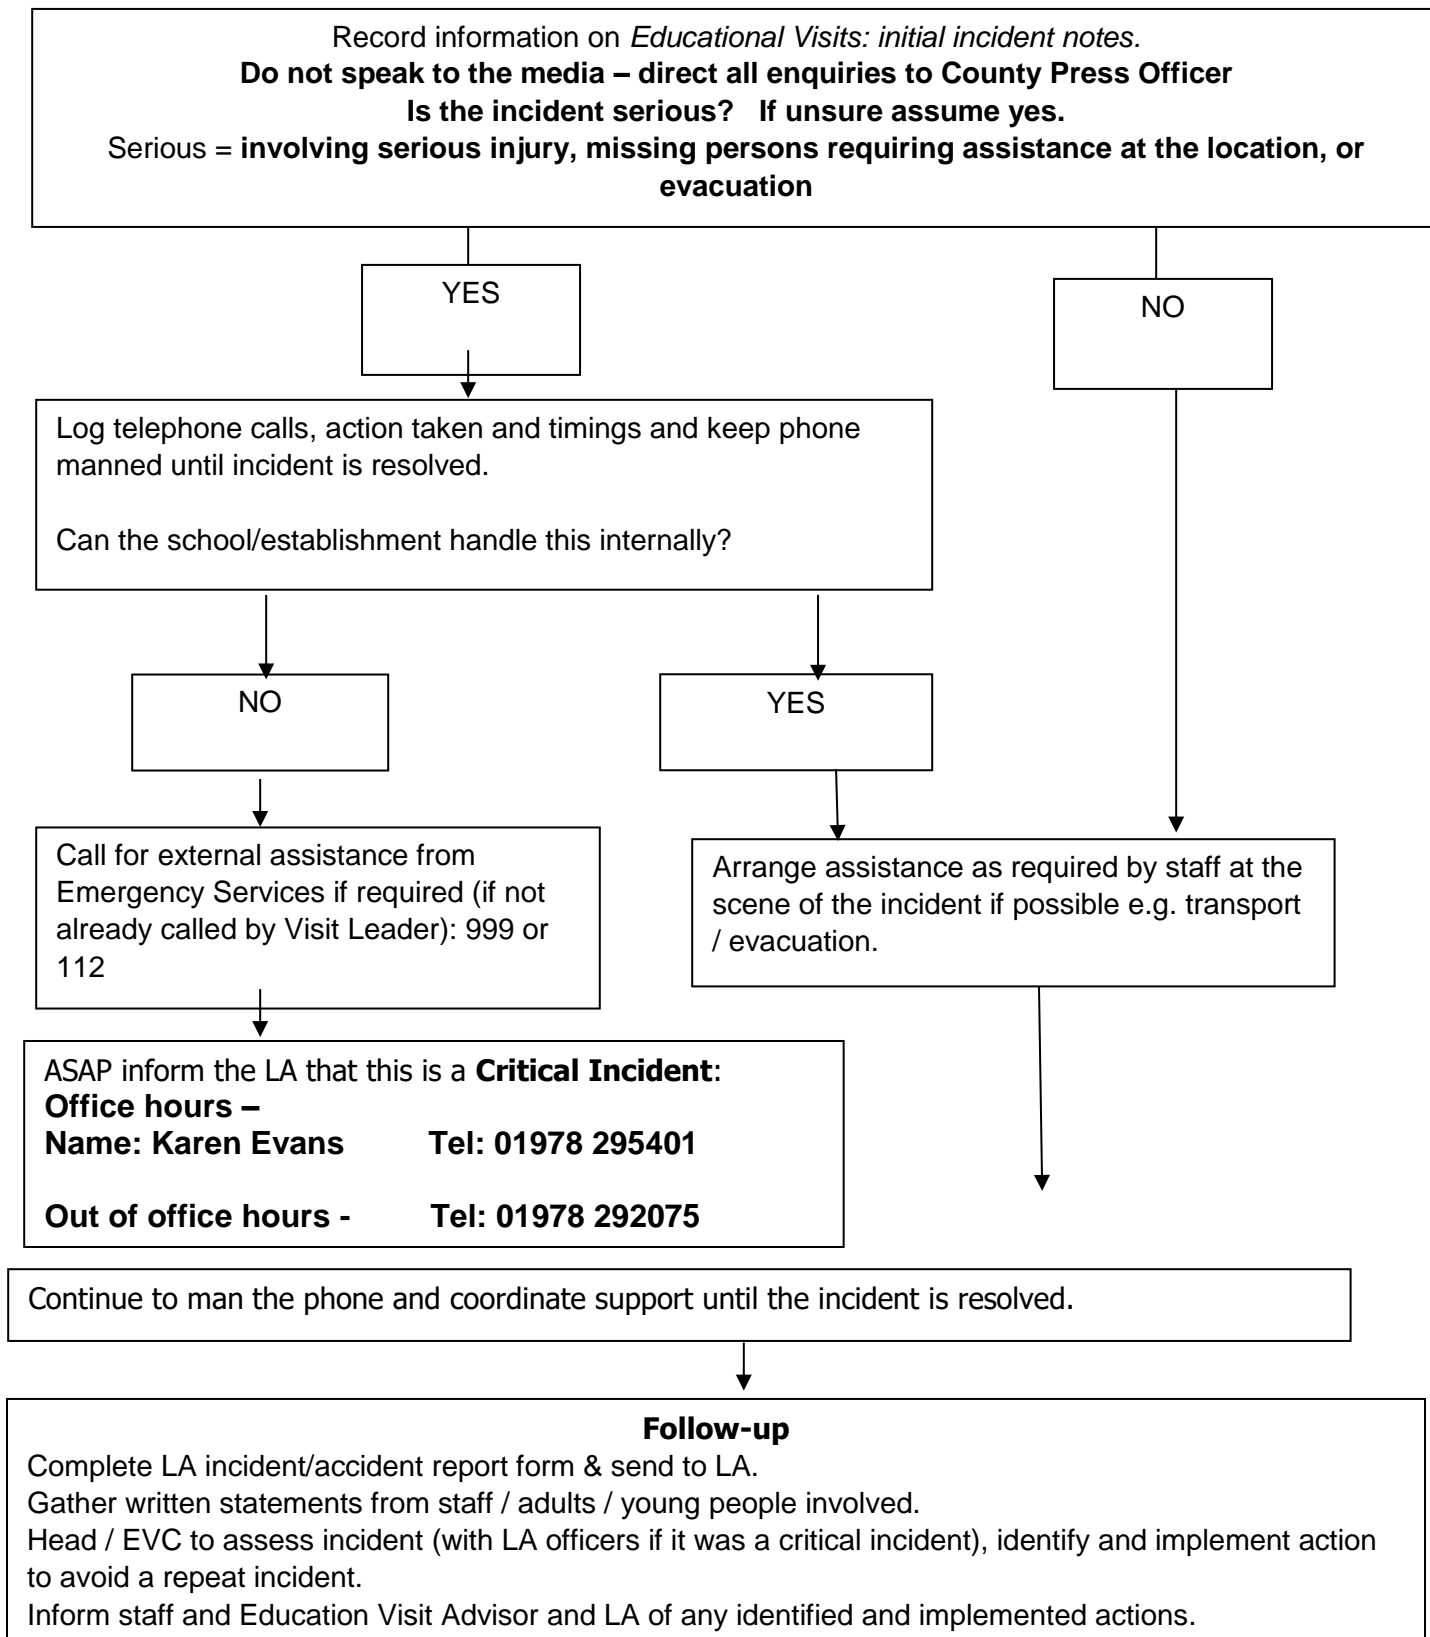 Record information on Educational Visits: initial incident notes.
Do not speak to the media – direct all enquiries to County Press Officer
Is the incident serious? If unsure assume yes.
Serious = involving serious injury, missing persons requiring assistance at the location, or
evacuation
YES
NO
Log telephone calls, action taken and timings and keep phone
manned until incident is resolved.
Can the school/establishment handle this internally?
NO
YES
Call for external assistance from
Emergency Services if required (if not
already called by Visit Leader): 999 or
112
Arrange assistance as required by staff at the
scene of the incident if possible e.g. transport
/ evacuation.
ASAP inform the LA that this is a Critical Incident:
Office hours –
Name: Karen Evans Tel: 01978 295401
Out of office hours - Tel: 01978 292075
Continue to man the phone and coordinate support until the incident is resolved.
Follow-up
Complete LA incident/accident report form & send to LA.
Gather written statements from staff / adults / young people involved.
Head / EVC to assess incident (with LA officers if it was a critical incident), identify and implement action
to avoid a repeat incident.
Inform staff and Education Visit Advisor and LA of any identified and implemented actions.